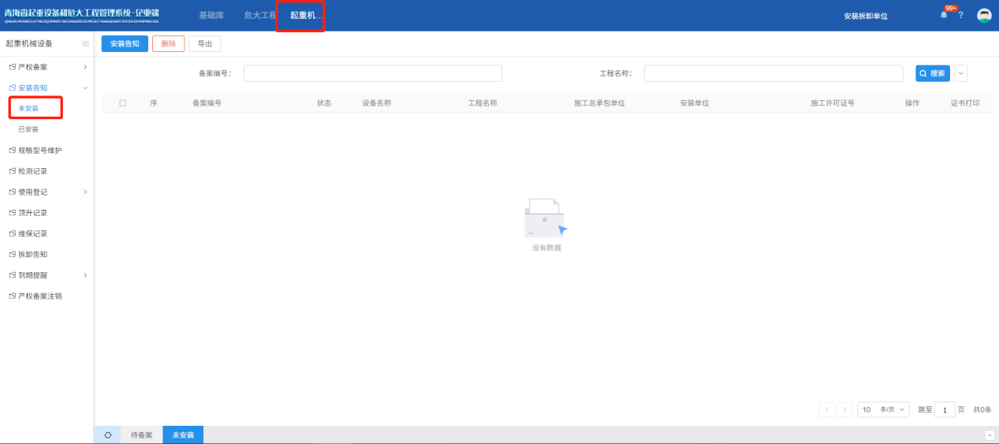 青海省起重设备和危大工程管理系统-企业端
QINGHAI PROVINCE LIFTING EQUIPMENT AND DANGEROUS PROJECT MANAGEMENT SYSTEM-ENTERPRISE SIDE
基础库 危大工程 起重机... 安装拆卸单位 99+ ?
起重机械设备
安装告知 删除 导出
产权备案
安装告知
未安装
已安装
规格型号维护
检测记录
使用登记
顶升记录
维保记录
拆卸告知
到期提醒
产权备案注销
备案编号: 工程名称: 搜索
序 备案编号 状态 设备名称 工程名称 施工总承包单位 安装单位 施工许可证号 操作 证书打印
没有数据
< > 10 条/页 跳至 1 页 共0条
待备案 未安装